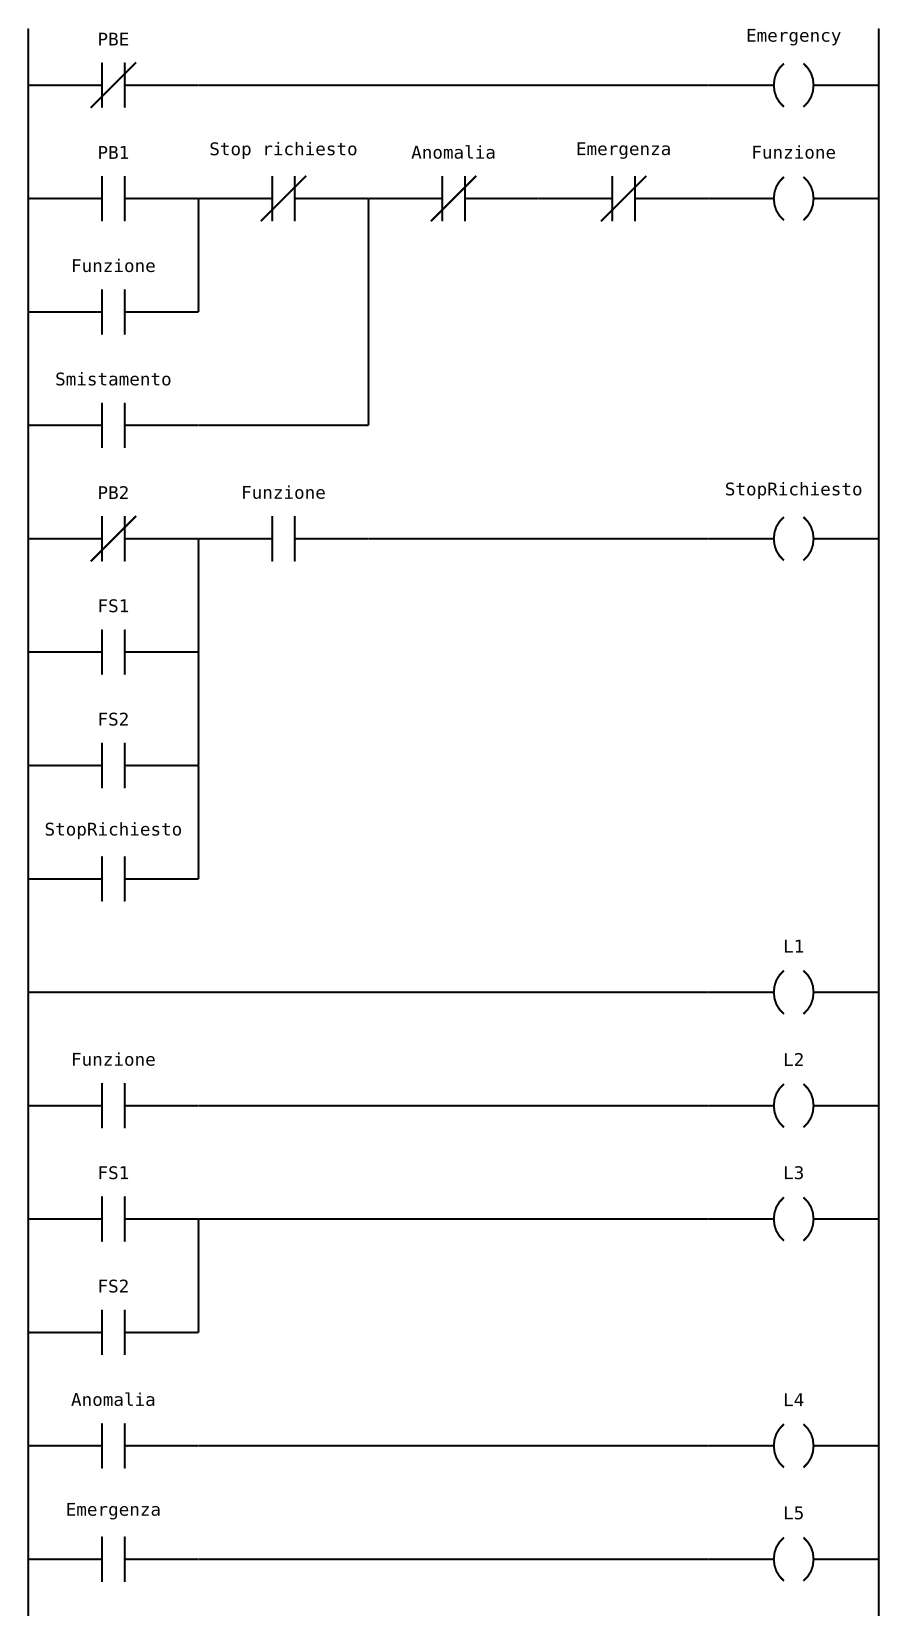 PBE
Emergency
PB1
Stop richiesto
Anomalia
Emergenza
Funzione
Funzione
Smistamento
PB2
Funzione
StopRichiesto
FS1
FS2
StopRichiesto
L1
Funzione
L2
FS1
L3
FS2
Anomalia
L4
Emergenza
L5